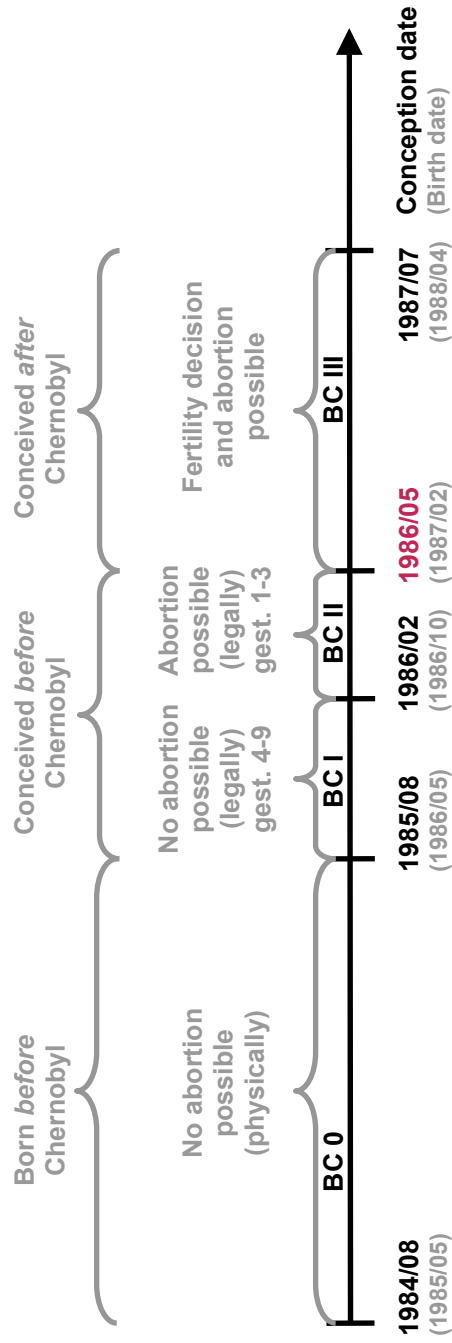 Born before
Chernobyl
Conceived before
Chernobyl
Conceived after
Chernobyl
No abortion
possible
(physically)
No abortion
possible
(legally)
gest. 4-9
Abortion
possible
(legally)
gest. 1-3
Fertility decision
and abortion
possible
BC 0
BC I
BC II
BC III
1984/08
(1985/05)
1985/08
(1986/05)
1986/02
(1986/10)
1986/05
(1987/02)
1987/07
(1988/04)
Conception date
(Birth date)